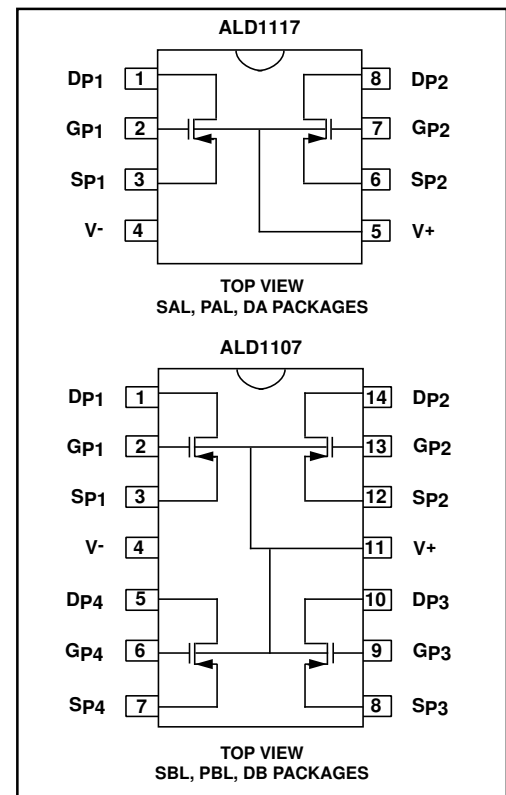 ALD1117
DP1 1 8 DP2
GP1 2 7 GP2
SP1 3 6 SP2
V- 4 5 V+
TOP VIEW
SAL, PAL, DA PACKAGES
ALD1107
DP1 1 14 DP2
GP1 2 13 GP2
SP1 3 12 SP2
V- 4 11 V+
DP4 5 10 DP3
GP4 6 9 GP3
SP4 7 8 SP3
TOP VIEW
SBL, PBL, DB PACKAGES